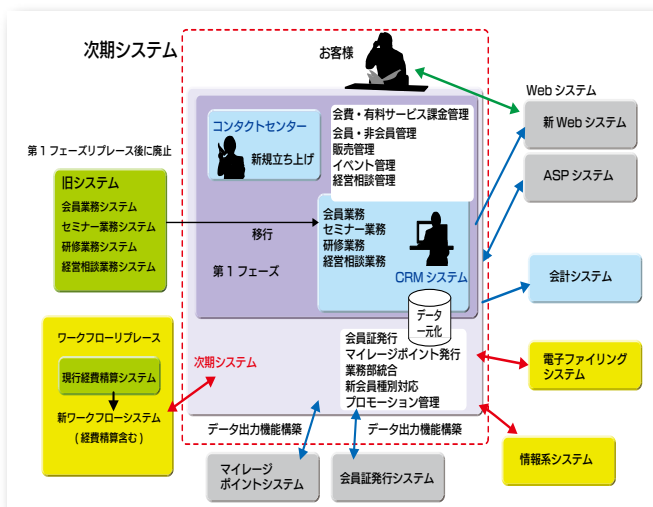 次期システム
お客様
Webシステム
新Webシステム
ASPシステム
会計システム
電子ファイリング
システム
情報系システム
コンタクトセンター
新規立ち上げ
会費・有料サービス課金管理
会員・非会員管理
販売管理
イベント管理
経営相談管理
第1フェーズリプレース後に廃止
旧システム
会員業務システム
セミナー業務システム
研修業務システム
経営相談業務システム
移行
第1フェーズ
会員業務
セミナー業務
研修業務
経営相談業務
CRMシステム
データ
一元化
会員証発行
マイレージポイント発行
業務部統合
新会員種別対応
プロモーション管理
ワークフローリプレース
現行経費精算システム
新ワークフローシステム
(経費精算含む)
次期システム
データ出力機能構築
データ出力機能構築
マイレージ
ポイントシステム
会員証発行システム